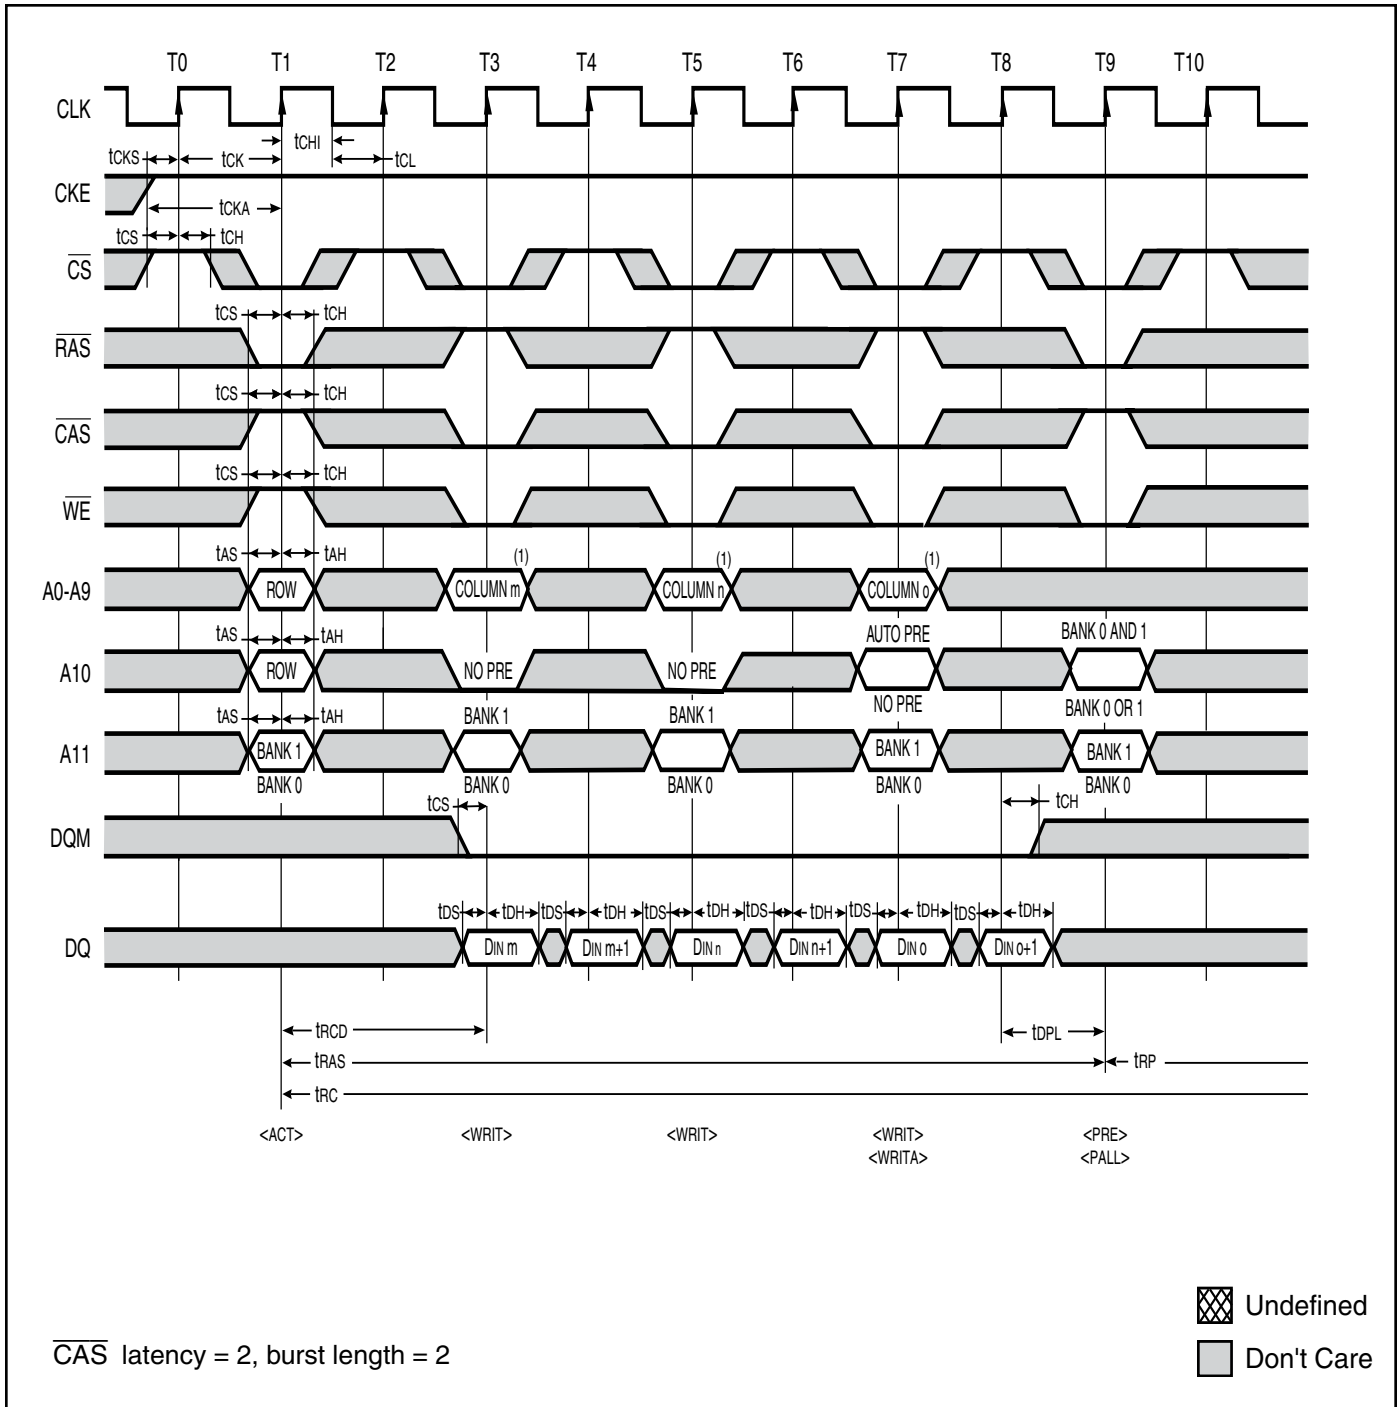 T0 T1 T2 T3 T4 T5 T6 T7 T8 T9 T10
CLK
tCHI
tCKS tCK tCL
CKE
tCKA
tCS tCH
CS
tCS tCH
RAS
tCS tCH
CAS
tCS tCH
WE
tAS tAH (1) (1) (1)
A0-A9 ROW COLUMN m COLUMN n COLUMN o
tAS tAH AUTO PRE BANK 0 AND 1
A10 ROW NO PRE NO PRE
NO PRE BANK 0 OR 1
tAS tAH BANK 1 BANK 1
A11 BANK 1 BANK 1 BANK 1
BANK 0 BANK 0 BANK 0 BANK 0 BANK 0
tCS tCH
DQM
tDS tDH tDS tDH tDS tDH tDS tDH tDS tDH tDS tDH
DQ DIN m DIN m+1 DIN n DIN n+1 DIN o DIN o+1
tRCD tDPL
tRAS tRP
tRC
<ACT> <WRIT> <WRIT> <WRIT> <PRE>
<WRITA> <PALL>
Undefined
CAS latency = 2, burst length = 2
Don't Care